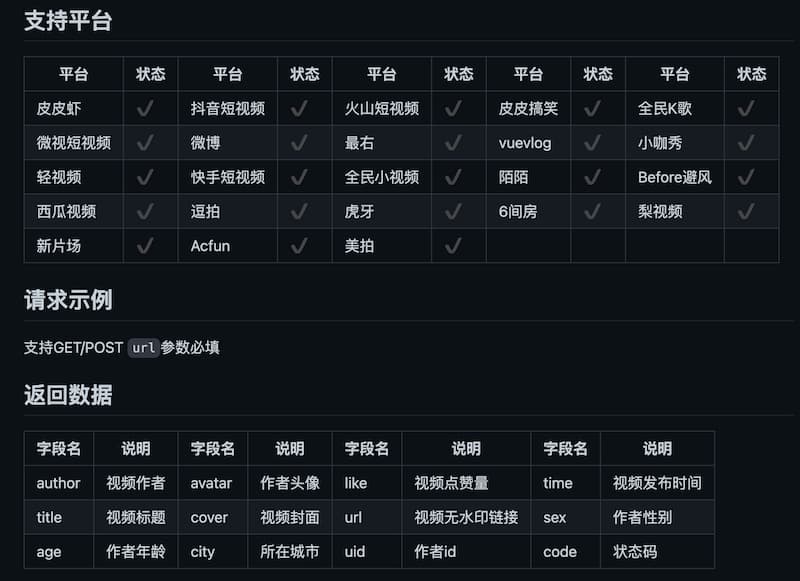 支持平台
平台 状态 平台 状态 平台 状态 平台 状态 平台 状态
皮皮虾 ✔ 抖音短视频 ✔ 火山短视频 ✔ 皮皮搞笑 ✔ 全民K歌 ✔
微视短视频 ✔ 微博 ✔ 最右 ✔ vuevlog ✔ 小咖秀 ✔
轻视频 ✔ 快手短视频 ✔ 全民小视频 ✔ 陌陌 ✔ Before避风 ✔
西瓜视频 ✔ 逗拍 ✔ 虎牙 ✔ 6间房 ✔ 梨视频 ✔
新片场 ✔ Acfun ✔ 美拍 ✔
请求示例
支持GET/POST url参数必填
返回数据
字段名 说明 字段名 说明 字段名 说明 字段名 说明
author 视频作者 avatar 作者头像 like 视频点赞量 time 视频发布时间
title 视频标题 cover 视频封面 url 视频无水印链接 sex 作者性别
age 作者年龄 city 所在城市 uid 作者id code 状态码